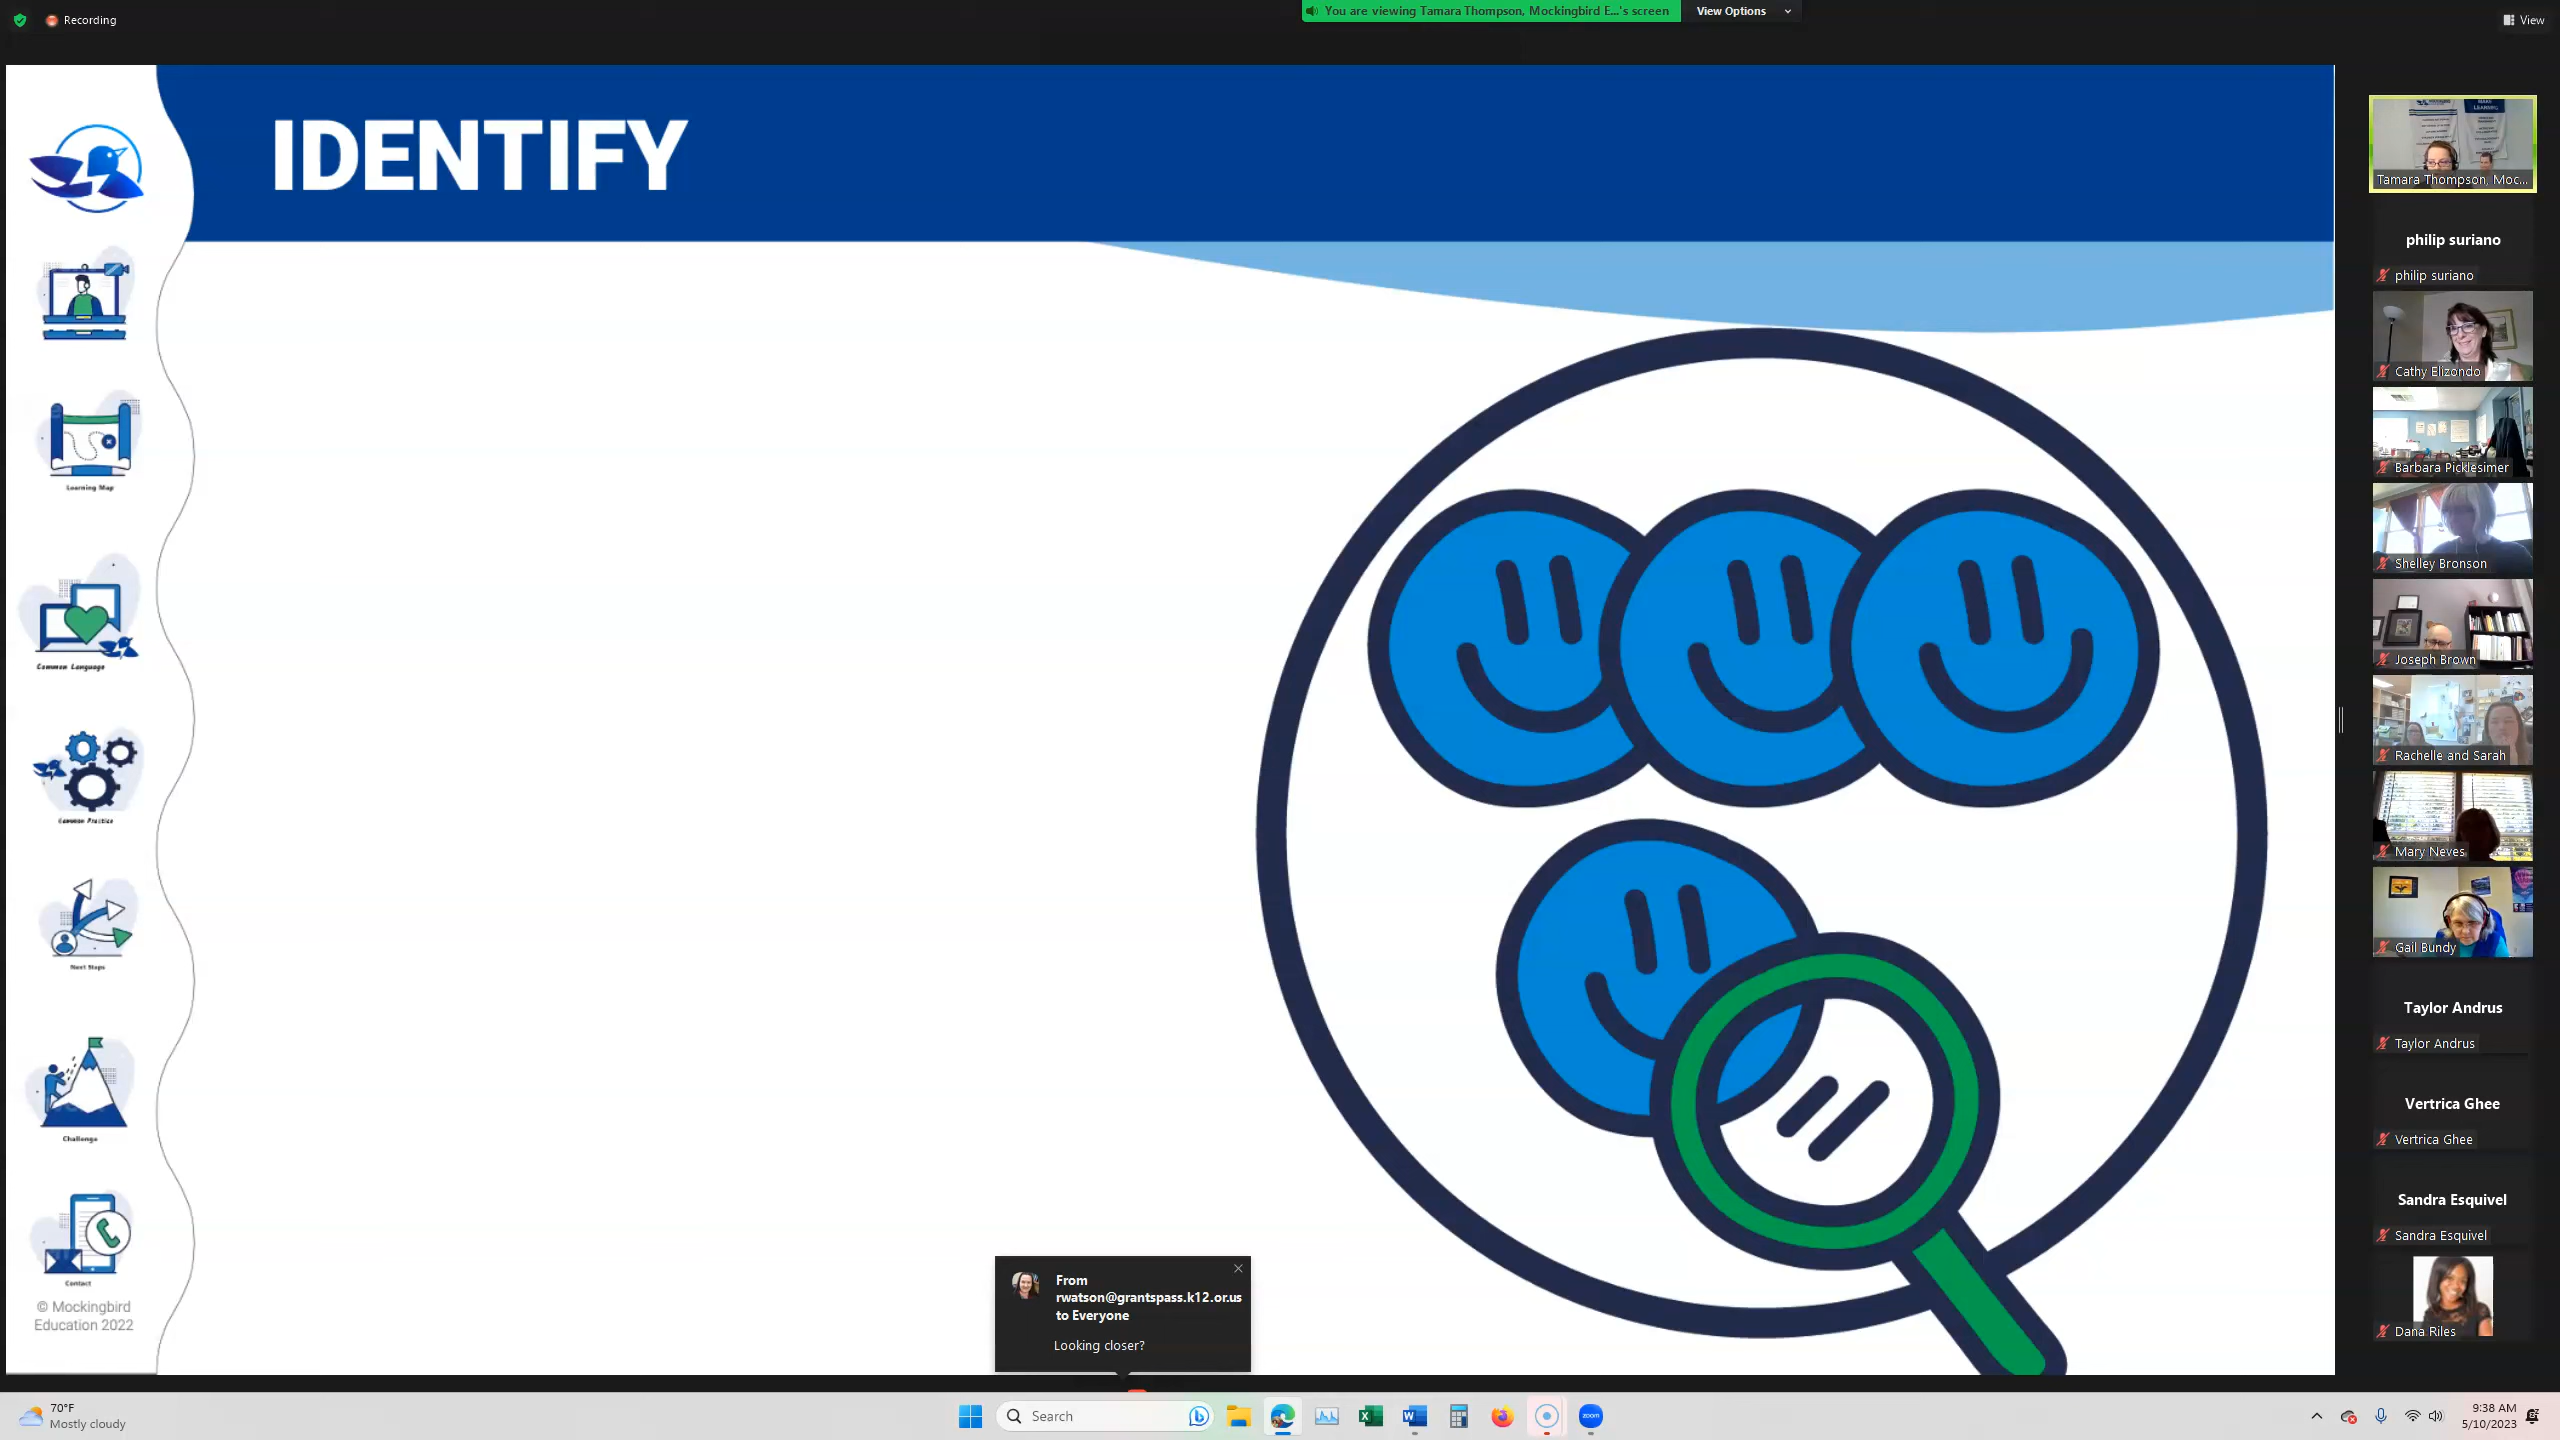 Recording
You are viewing Tamara Thompson, Mockingbird E...'s screen
View Options
View
IDENTIFY
Learning Map
Common Language
Common Practice
Next Steps
Challenge
Contact
© Mockingbird
Education 2022
From
rwatson@grantspass.k12.or.us
to Everyone
Looking closer?
Tamara Thompson, Moc...
philip suriano
philip suriano
Cathy Elizondo
Barbara Picklesimer
Shelley Bronson
Joseph Brown
Rachelle and Sarah
Mary Neves
Gail Bundy
Taylor Andrus
Taylor Andrus
Vertrica Ghee
Vertrica Ghee
Sandra Esquivel
Sandra Esquivel
Dana Riles
70°F
Mostly cloudy
Search
zoom
9:38 AM
5/10/2023